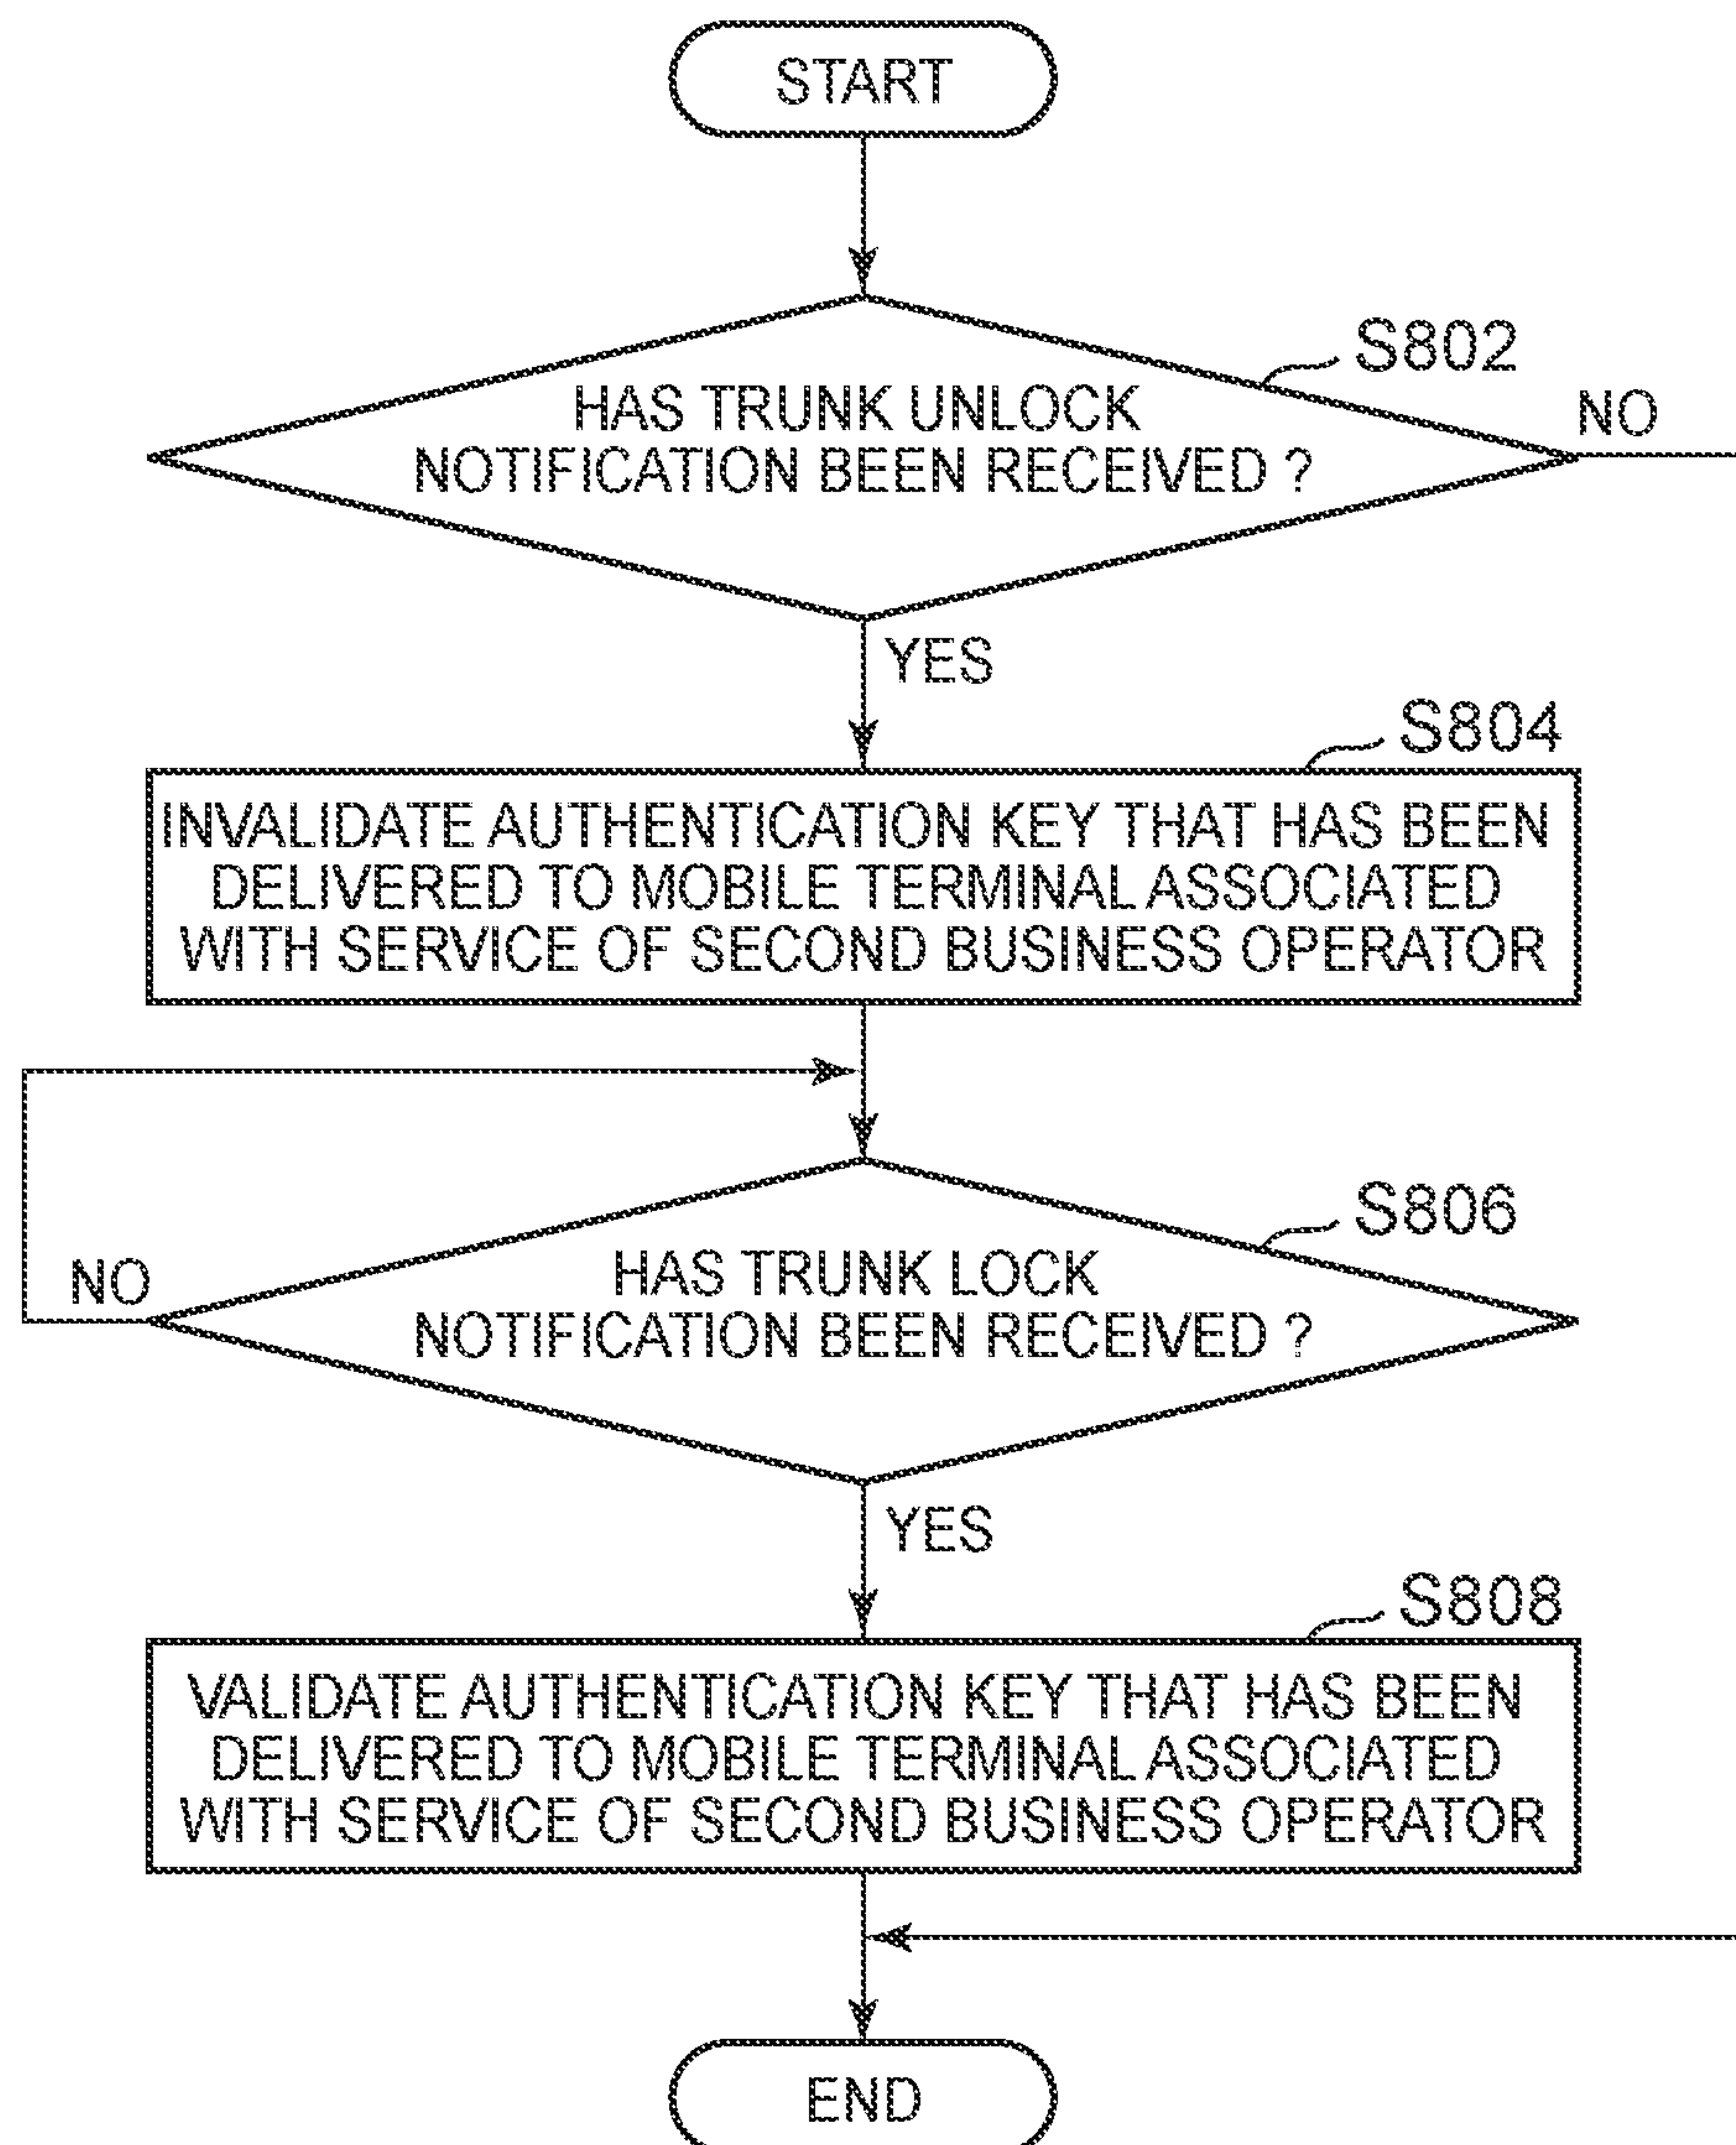 START
S802
HAS TRUNK UNLOCK
NOTIFICATION BEEN RECEIVED ?
NO
YES
S804
INVALIDATE AUTHENTICATION KEY THAT HAS BEEN
DELIVERED TO MOBILE TERMINAL ASSOCIATED
WITH SERVICE OF SECOND BUSINESS OPERATOR
S806
HAS TRUNK LOCK
NOTIFICATION BEEN RECEIVED ?
NO
YES
S808
VALIDATE AUTHENTICATION KEY THAT HAS BEEN
DELIVERED TO MOBILE TERMINAL ASSOCIATED
WITH SERVICE OF SECOND BUSINESS OPERATOR
END